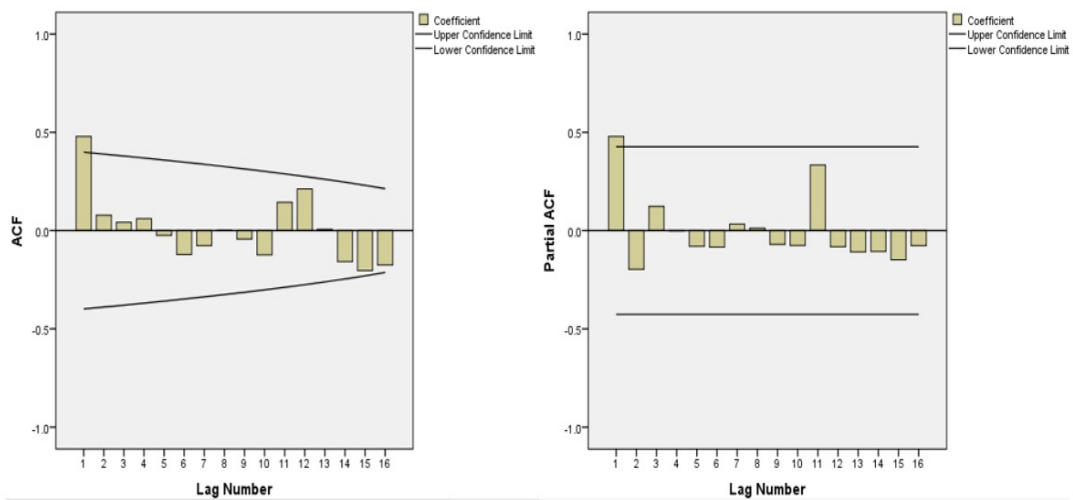 Coefficient
Upper Confidence Limit
Lower Confidence Limit
1.0
0.5
0.0
-0.5
-1.0
ACF
1 2 3 4 5 6 7 8 9 10 11 12 13 14 15 16
Lag Number
Coefficient
Upper Confidence Limit
Lower Confidence Limit
1.0
0.5
0.0
-0.5
-1.0
Partial ACF
1 2 3 4 5 6 7 8 9 10 11 12 13 14 15 16
Lag Number